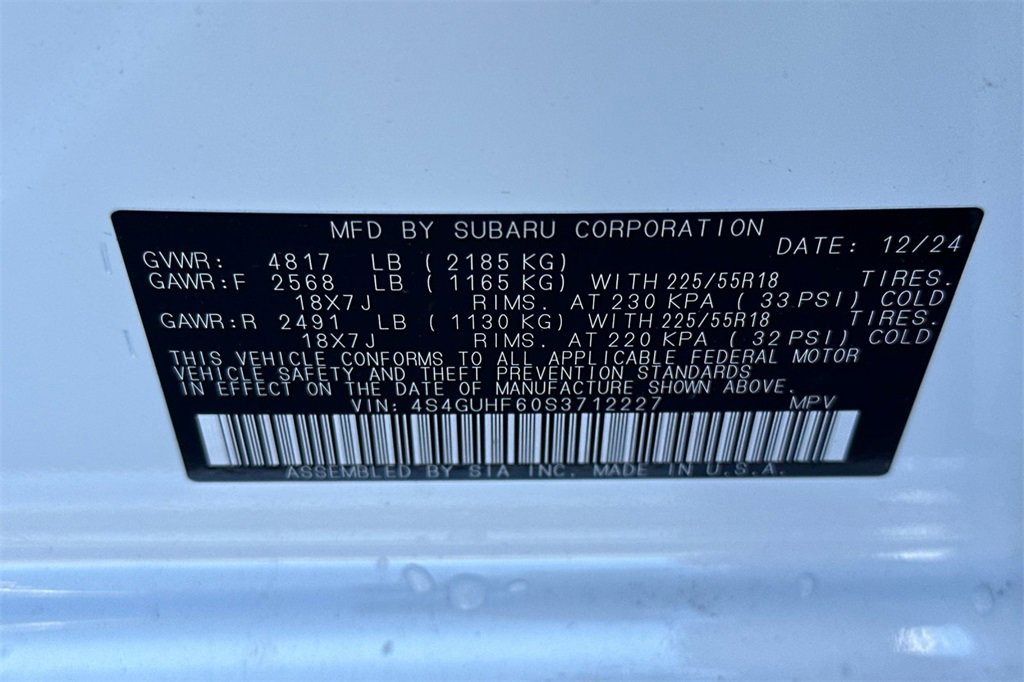 MFD BY SUBARU CORPORATION
DATE: 12/24
GVWR: 4817 LB ( 2185 KG)
GAWR:F 2568 LB ( 1165 KG) WITH 225/55R18 TIRES.
18X7J RIMS. AT 230 KPA ( 33 PSI) COLD
GAWR:R 2491 LB ( 1130 KG) WITH 225/55R18 TIRES.
18X7J RIMS. AT 220 KPA ( 32 PSI) COLD
THIS VEHICLE CONFORMS TO ALL APPLICABLE FEDERAL MOTOR
VEHICLE SAFETY AND THEFT PREVENTION STANDARDS
IN EFFECT ON THE DATE OF MANUFACTURE SHOWN ABOVE.
VIN: 4S4GUHF60S3712227 MPV
ASSEMBLED BY SIA INC. MADE IN U.S.A.